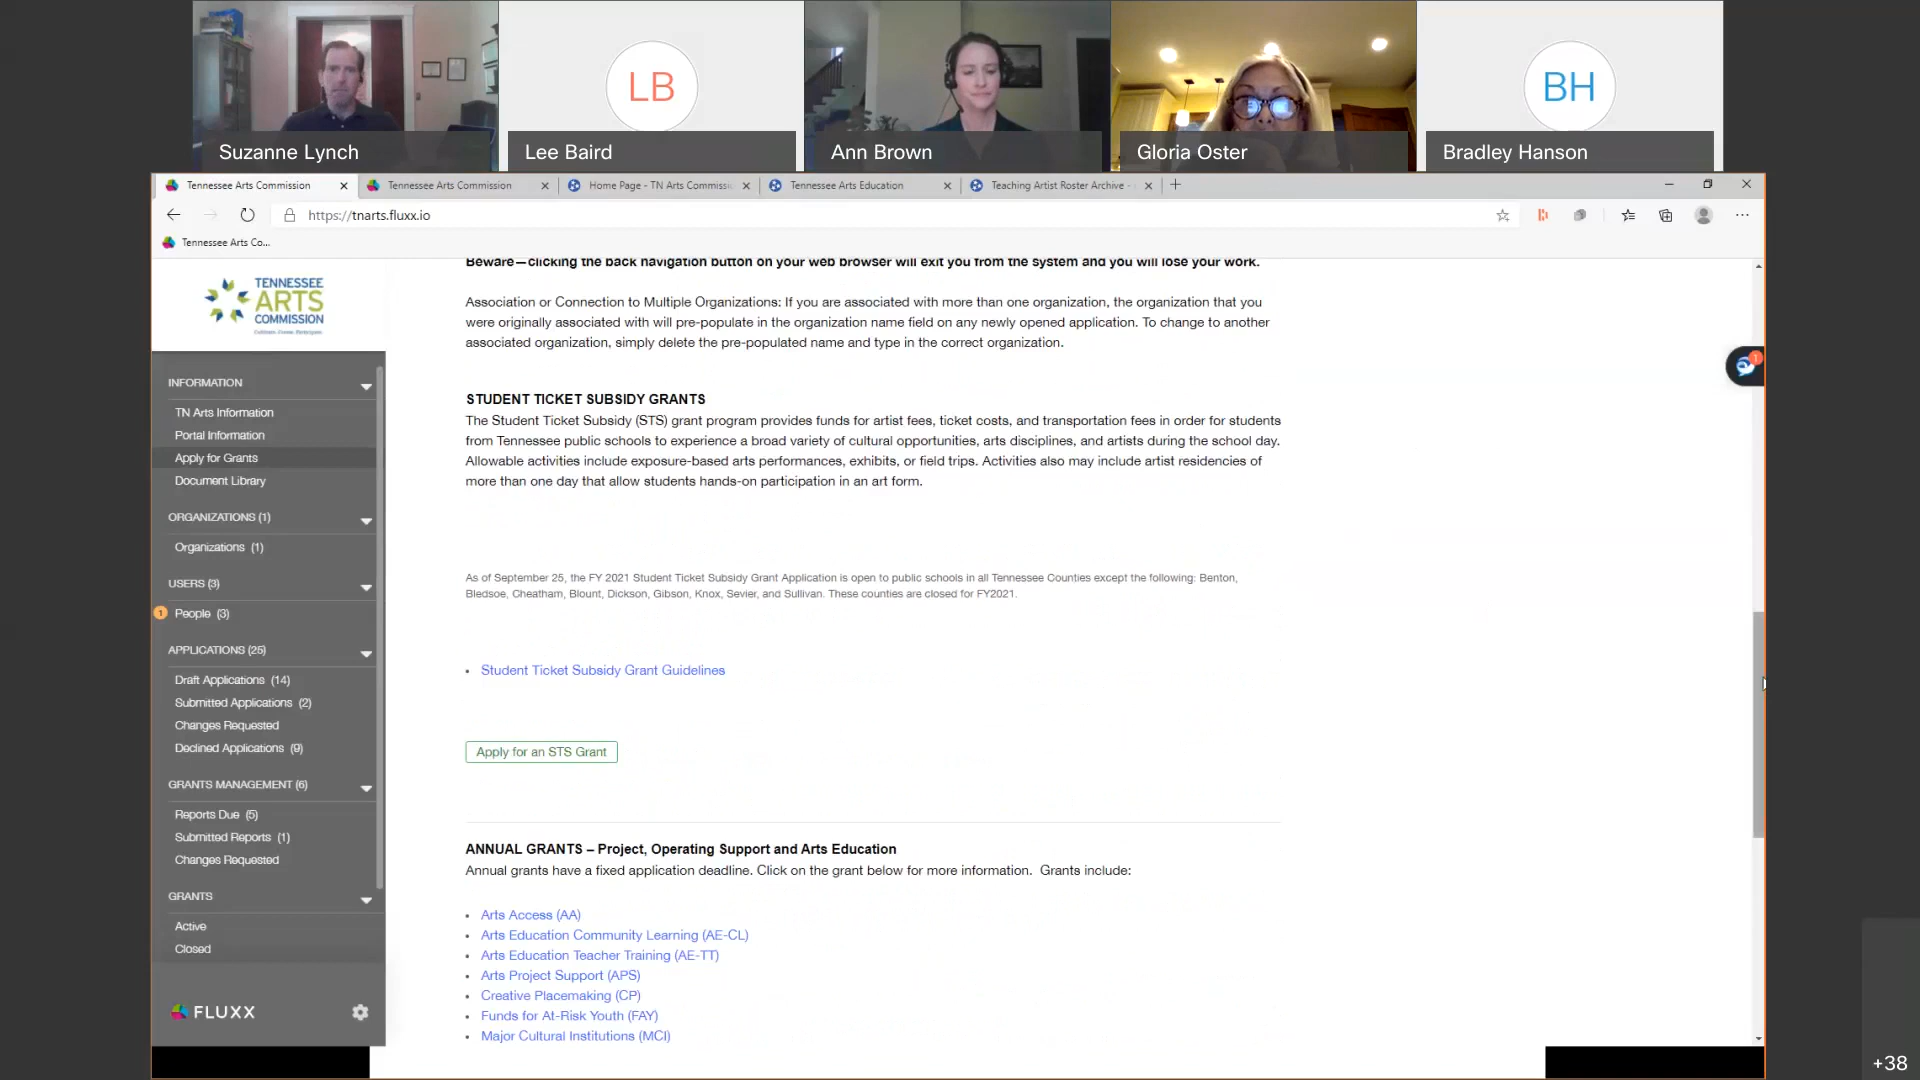 LB
BH
Suzanne Lynch
Lee Baird
Ann Brown
Gloria Oster
Bradley Hanson
Tennessee Arts Commission
Tennessee Arts Commission
Home Page - TN Arts Commissi
Tennessee Arts Education
Teaching Artist Roster Archive -
https://tnarts.fluxx.io
Tennessee Arts Co...
TENNESSEE
ARTS
COMMISSION
INFORMATION
TN Arts Information
Portal Information
Apply for Grants
Document Library
ORGANIZATIONS (1)
Organizations (1)
USERS (3)
1
People (3)
APPLICATIONS (25)
Draft Applications (14)
Submitted Applications (2)
Changes Requested
Declined Applications (9)
GRANTS MANAGEMENT (6)
Reports Due (5)
Submitted Reports (1)
Changes Requested
GRANTS
Active
Closed
FLUXX
Beware—clicking the back navigation button on your web browser will exit you from the system and you will lose your work.
Association or Connection to Multiple Organizations: If you are associated with more than one organization, the organization that you
were originally associated with will pre-populate in the organization name field on any newly opened application. To change to another
associated organization, simply delete the pre-populated name and type in the correct organization.
STUDENT TICKET SUBSIDY GRANTS
The Student Ticket Subsidy (STS) grant program provides funds for artist fees, ticket costs, and transportation fees in order for students
from Tennessee public schools to experience a broad variety of cultural opportunities, arts disciplines, and artists during the school day.
Allowable activities include exposure-based arts performances, exhibits, or field trips. Activities also may include artist residencies of
more than one day that allow students hands-on participation in an art form.
As of September 25, the FY 2021 Student Ticket Subsidy Grant Application is open to public schools in all Tennessee Counties except the following: Benton,
Bledsoe, Cheatham, Blount, Dickson, Gibson, Knox, Sevier, and Sullivan. These counties are closed for FY2021.
• Student Ticket Subsidy Grant Guidelines
Apply for an STS Grant
ANNUAL GRANTS – Project, Operating Support and Arts Education
Annual grants have a fixed application deadline. Click on the grant below for more information. Grants include:
• Arts Access (AA)
• Arts Education Community Learning (AE-CL)
• Arts Education Teacher Training (AE-TT)
• Arts Project Support (APS)
• Creative Placemaking (CP)
• Funds for At-Risk Youth (FAY)
• Major Cultural Institutions (MCI)
1
+38